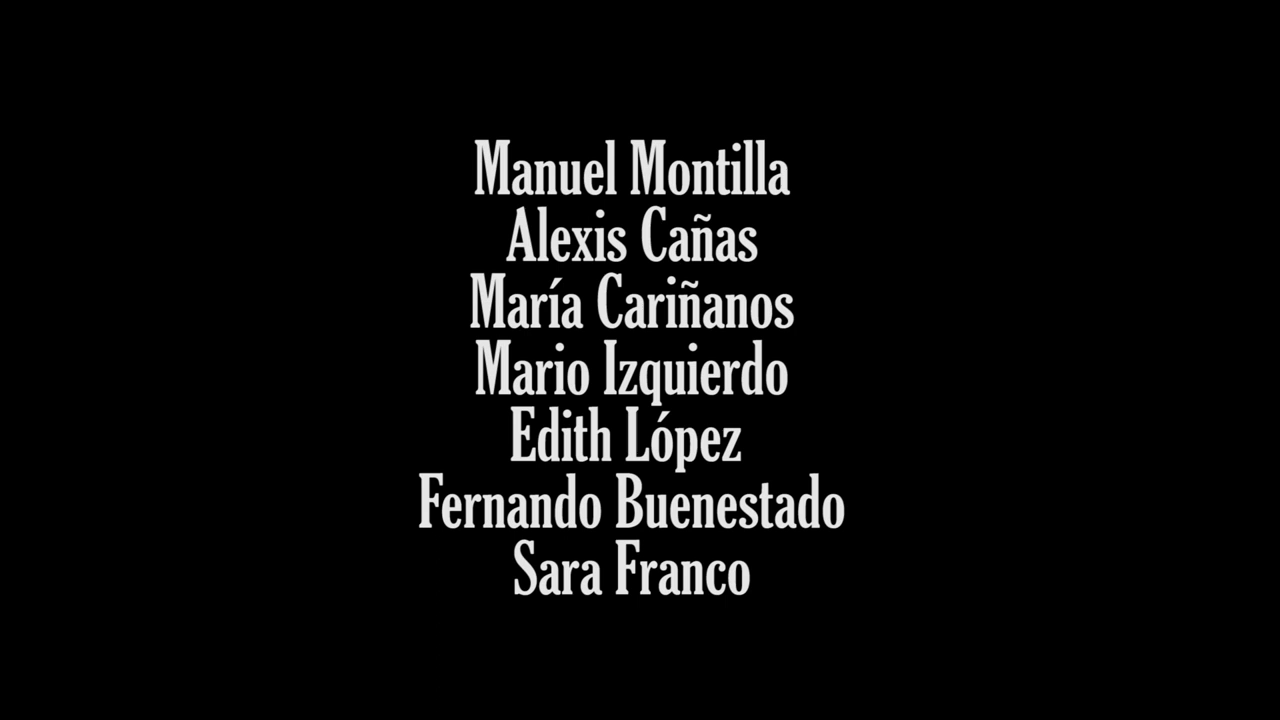 Manuel Montilla
Alexis Cañas
María Cariñanos
Mario Izquierdo
Edith López
Fernando Buenestado
Sara Franco